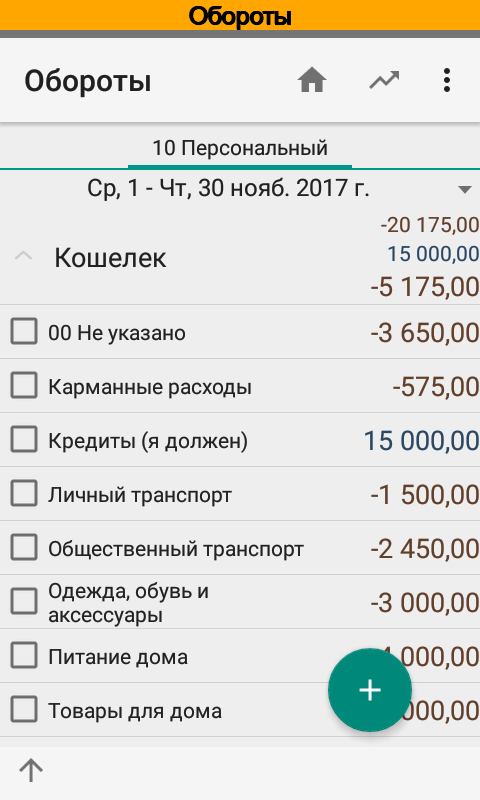 Обороты
Обороты
10 Персональный
Ср, 1 - Чт, 30 нояб. 2017 г.
-20 175,00
15 000,00
Кошелек
-5 175,00
00 Не указано -3 650,00
Карманные расходы -575,00
Кредиты (я должен) 15 000,00
Личный транспорт -1 500,00
Общественный транспорт -2 450,00
Одежда, обувь и
аксессуары -3 000,00
Питание дома 000,00
Товары для дома 000,00